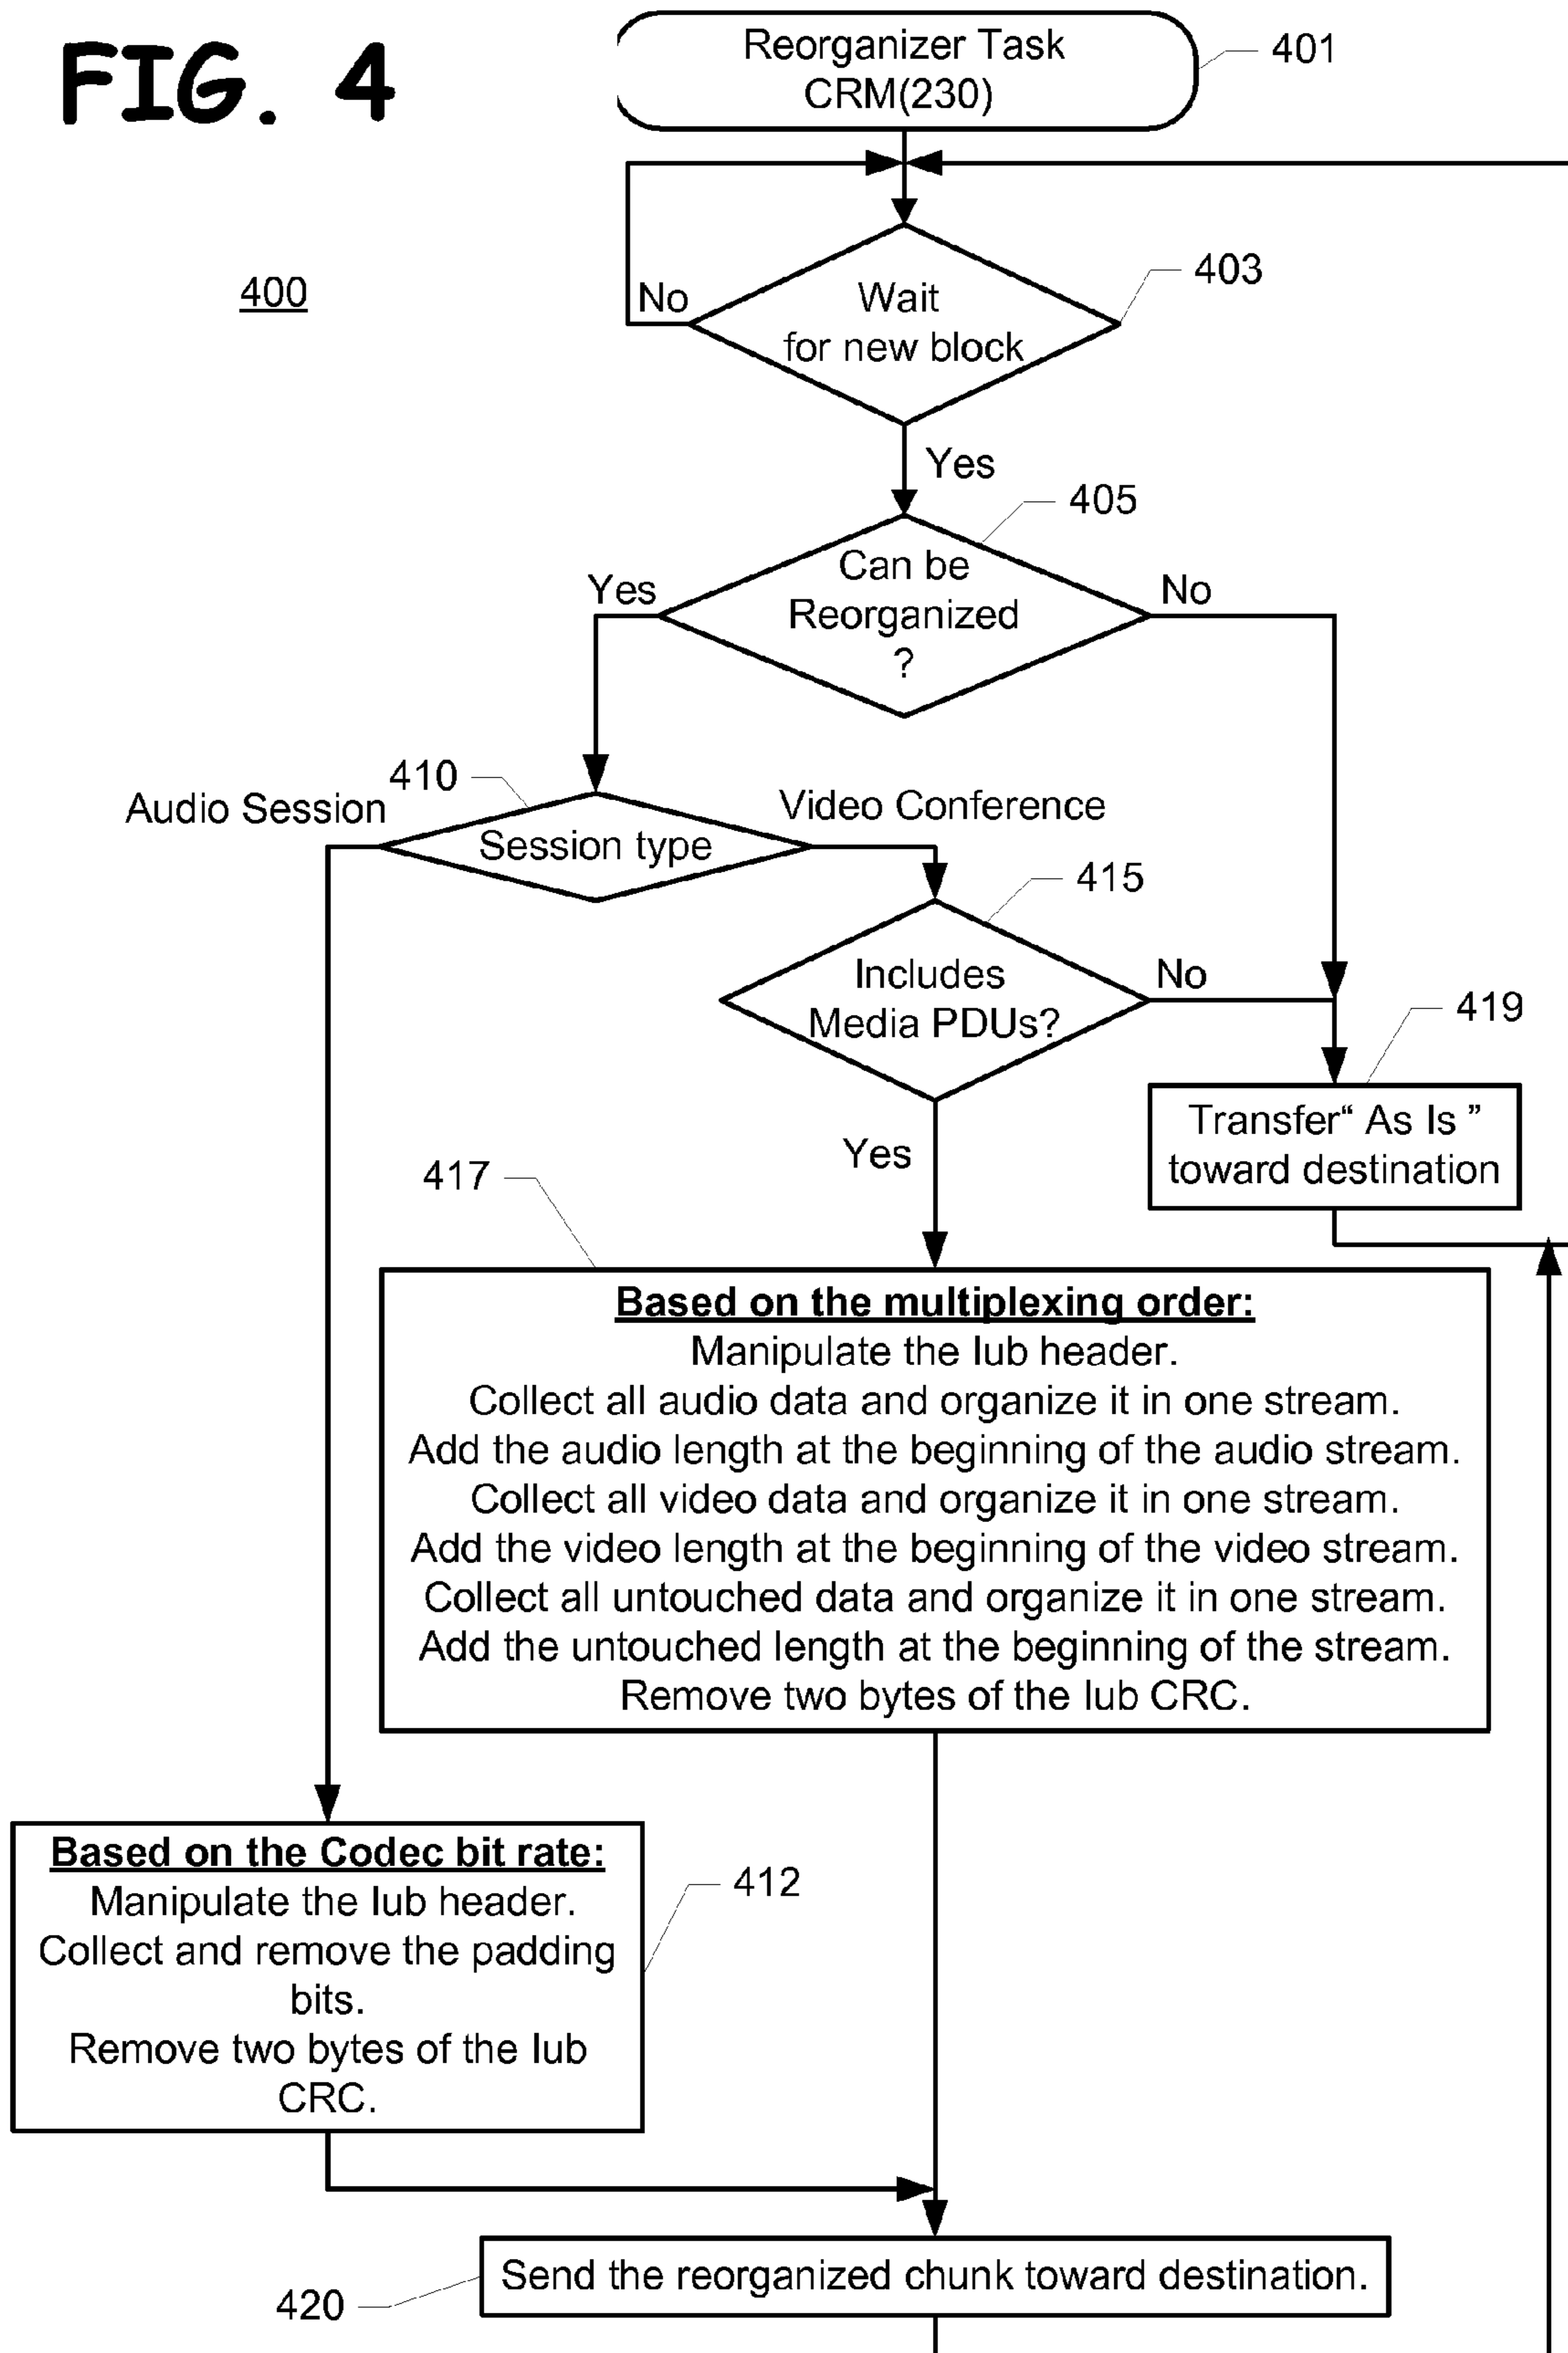 FIG. 4
Reorganizer Task
CRM(230)
401
400
No
Wait
for new block
403
Yes
405
Can be
Reorganized
?
Yes
No
410
Audio Session
Session type
Video Conference
415
Includes
Media PDUs?
No
419
Transfer“ As Is ”
toward destination
Yes
417
Based on the multiplexing order:
Manipulate the Iub header.
Collect all audio data and organize it in one stream.
Add the audio length at the beginning of the audio stream.
Collect all video data and organize it in one stream.
Add the video length at the beginning of the video stream.
Collect all untouched data and organize it in one stream.
Add the untouched length at the beginning of the stream.
Remove two bytes of the Iub CRC.
Based on the Codec bit rate:
Manipulate the Iub header.
Collect and remove the padding
bits.
Remove two bytes of the Iub
CRC.
412
Send the reorganized chunk toward destination.
420